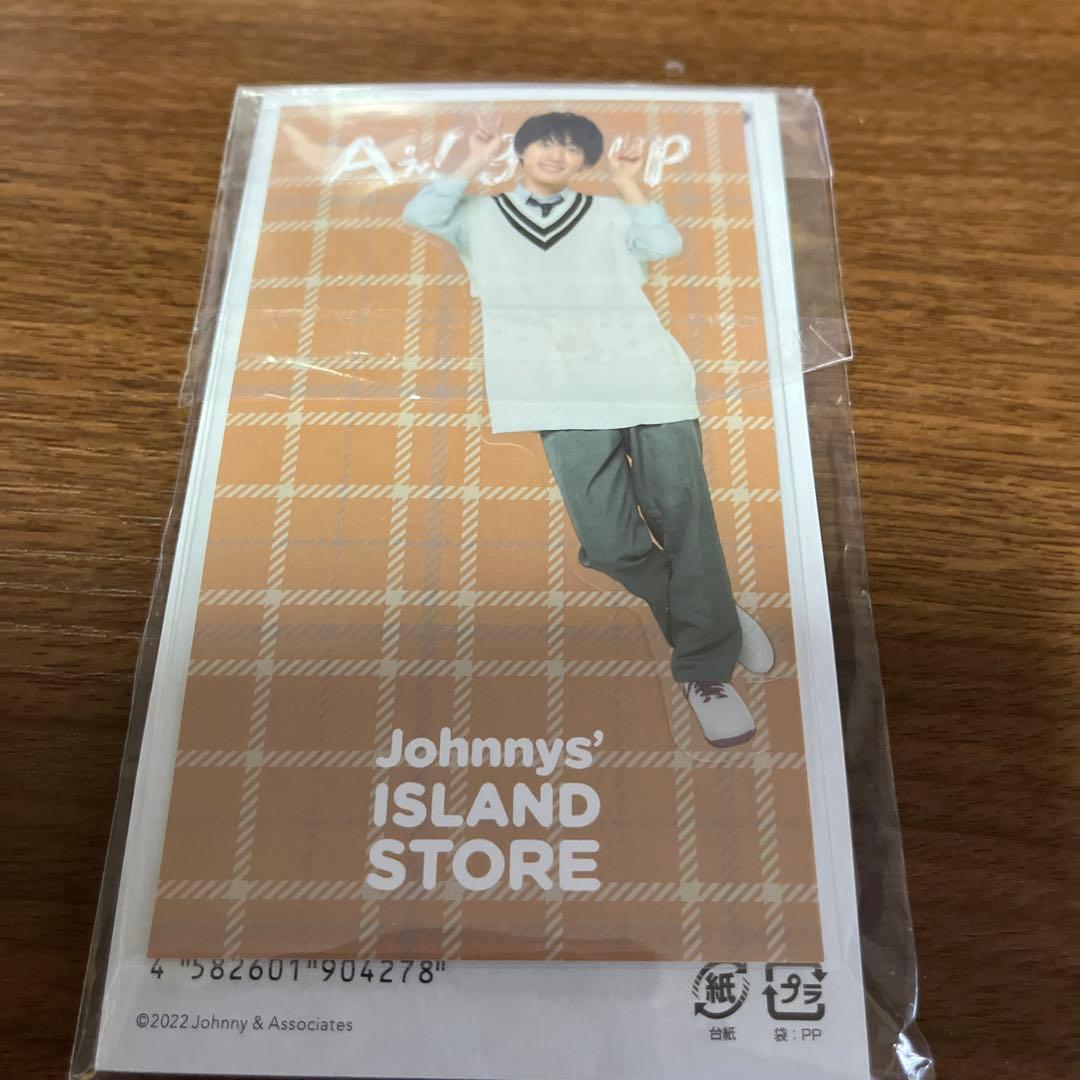 Johnnys'
ISLAND
STORE
4 "582601"904278"
©2022 Johnny & Associates
紙
プラ
台紙
袋：PP